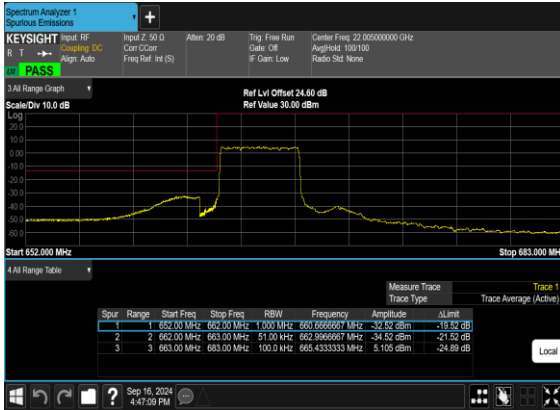 Spectrum Analyzer 1
Spurious Emissions
+
KEYSIGHT Input: RF Input Z: 50 Ω Atten: 20 dB Trig: Free Run Center Freq: 22.005000000 GHz
R T Coupling: DC Corr CCorr Gate: Off Avg|Hold: 100/100
Align: Auto Freq Ref: Int (S) IF Gain: Low Radio Std: None
PASS
3 All Range Graph
Ref Lvl Offset 24.60 dB
Scale/Div 10.0 dB Ref Value 30.00 dBm
Log
20.0
10.0
0.00
-10.0
-20.0
-30.0
-40.0
-50.0
-60.0
Start 652.000 MHz Stop 683.000 MH
4 All Range Table
Measure Trace Trace 1
Trace Type Trace Average (Active)
Spur Range Start Freq Stop Freq RBW Frequency Amplitude ΔLimit
1 1 652.00 MHz 662.00 MHz 1.000 MHz 660.6666667 MHz -32.52 dBm -19.52 dB
2 2 662.00 MHz 663.00 MHz 51.00 kHz 662.9966667 MHz -34.52 dBm -21.52 dB
3 3 663.00 MHz 683.00 MHz 100.0 kHz 665.4333333 MHz 5.105 dBm -24.89 dB
Local
? Sep 16, 2024
4:47:09 PM